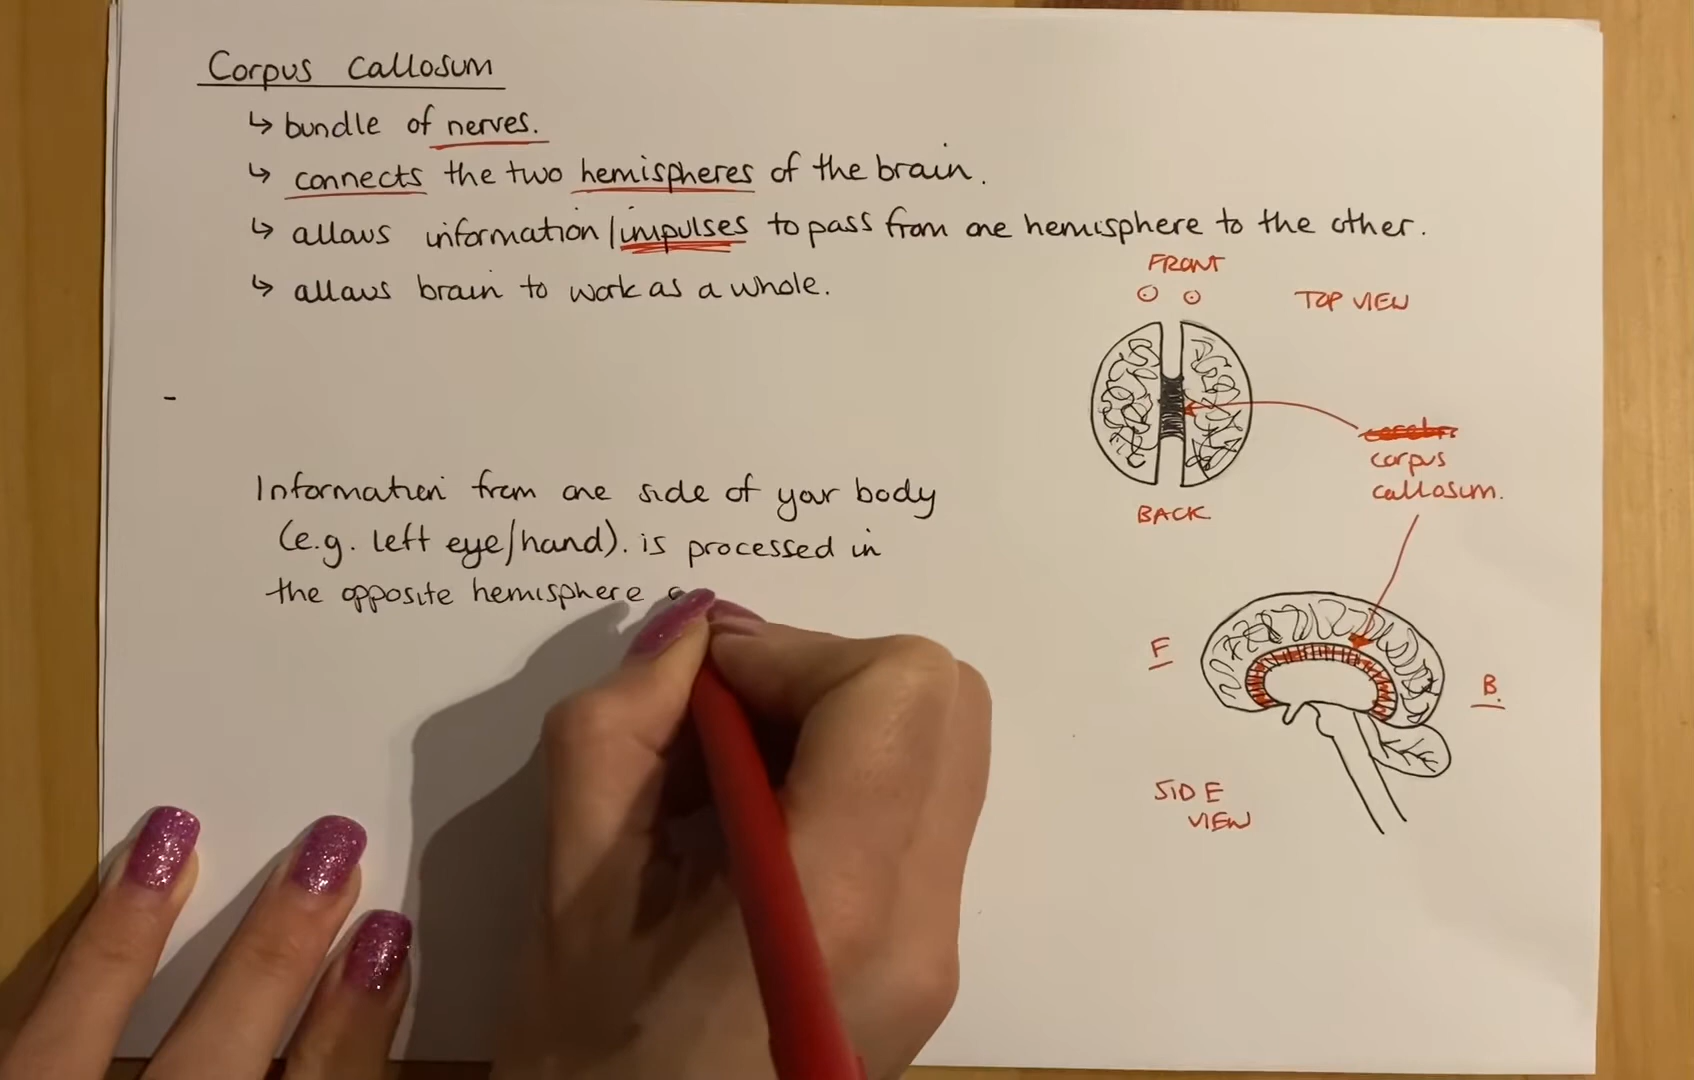 Corpus callosum
↳ bundle of nerves.
↳ connects the two hemispheres of the brain.
↳ allows information/impulses to pass from one hemisphere to the other.
↳ allows brain to work as a whole.
FRONT
TOP VIEW
-
corpus
callosum.
BACK
Information from one side of your body
(e.g. left eye/hand). is processed in
the opposite hemisphere
F
B.
SIDE
VIEW